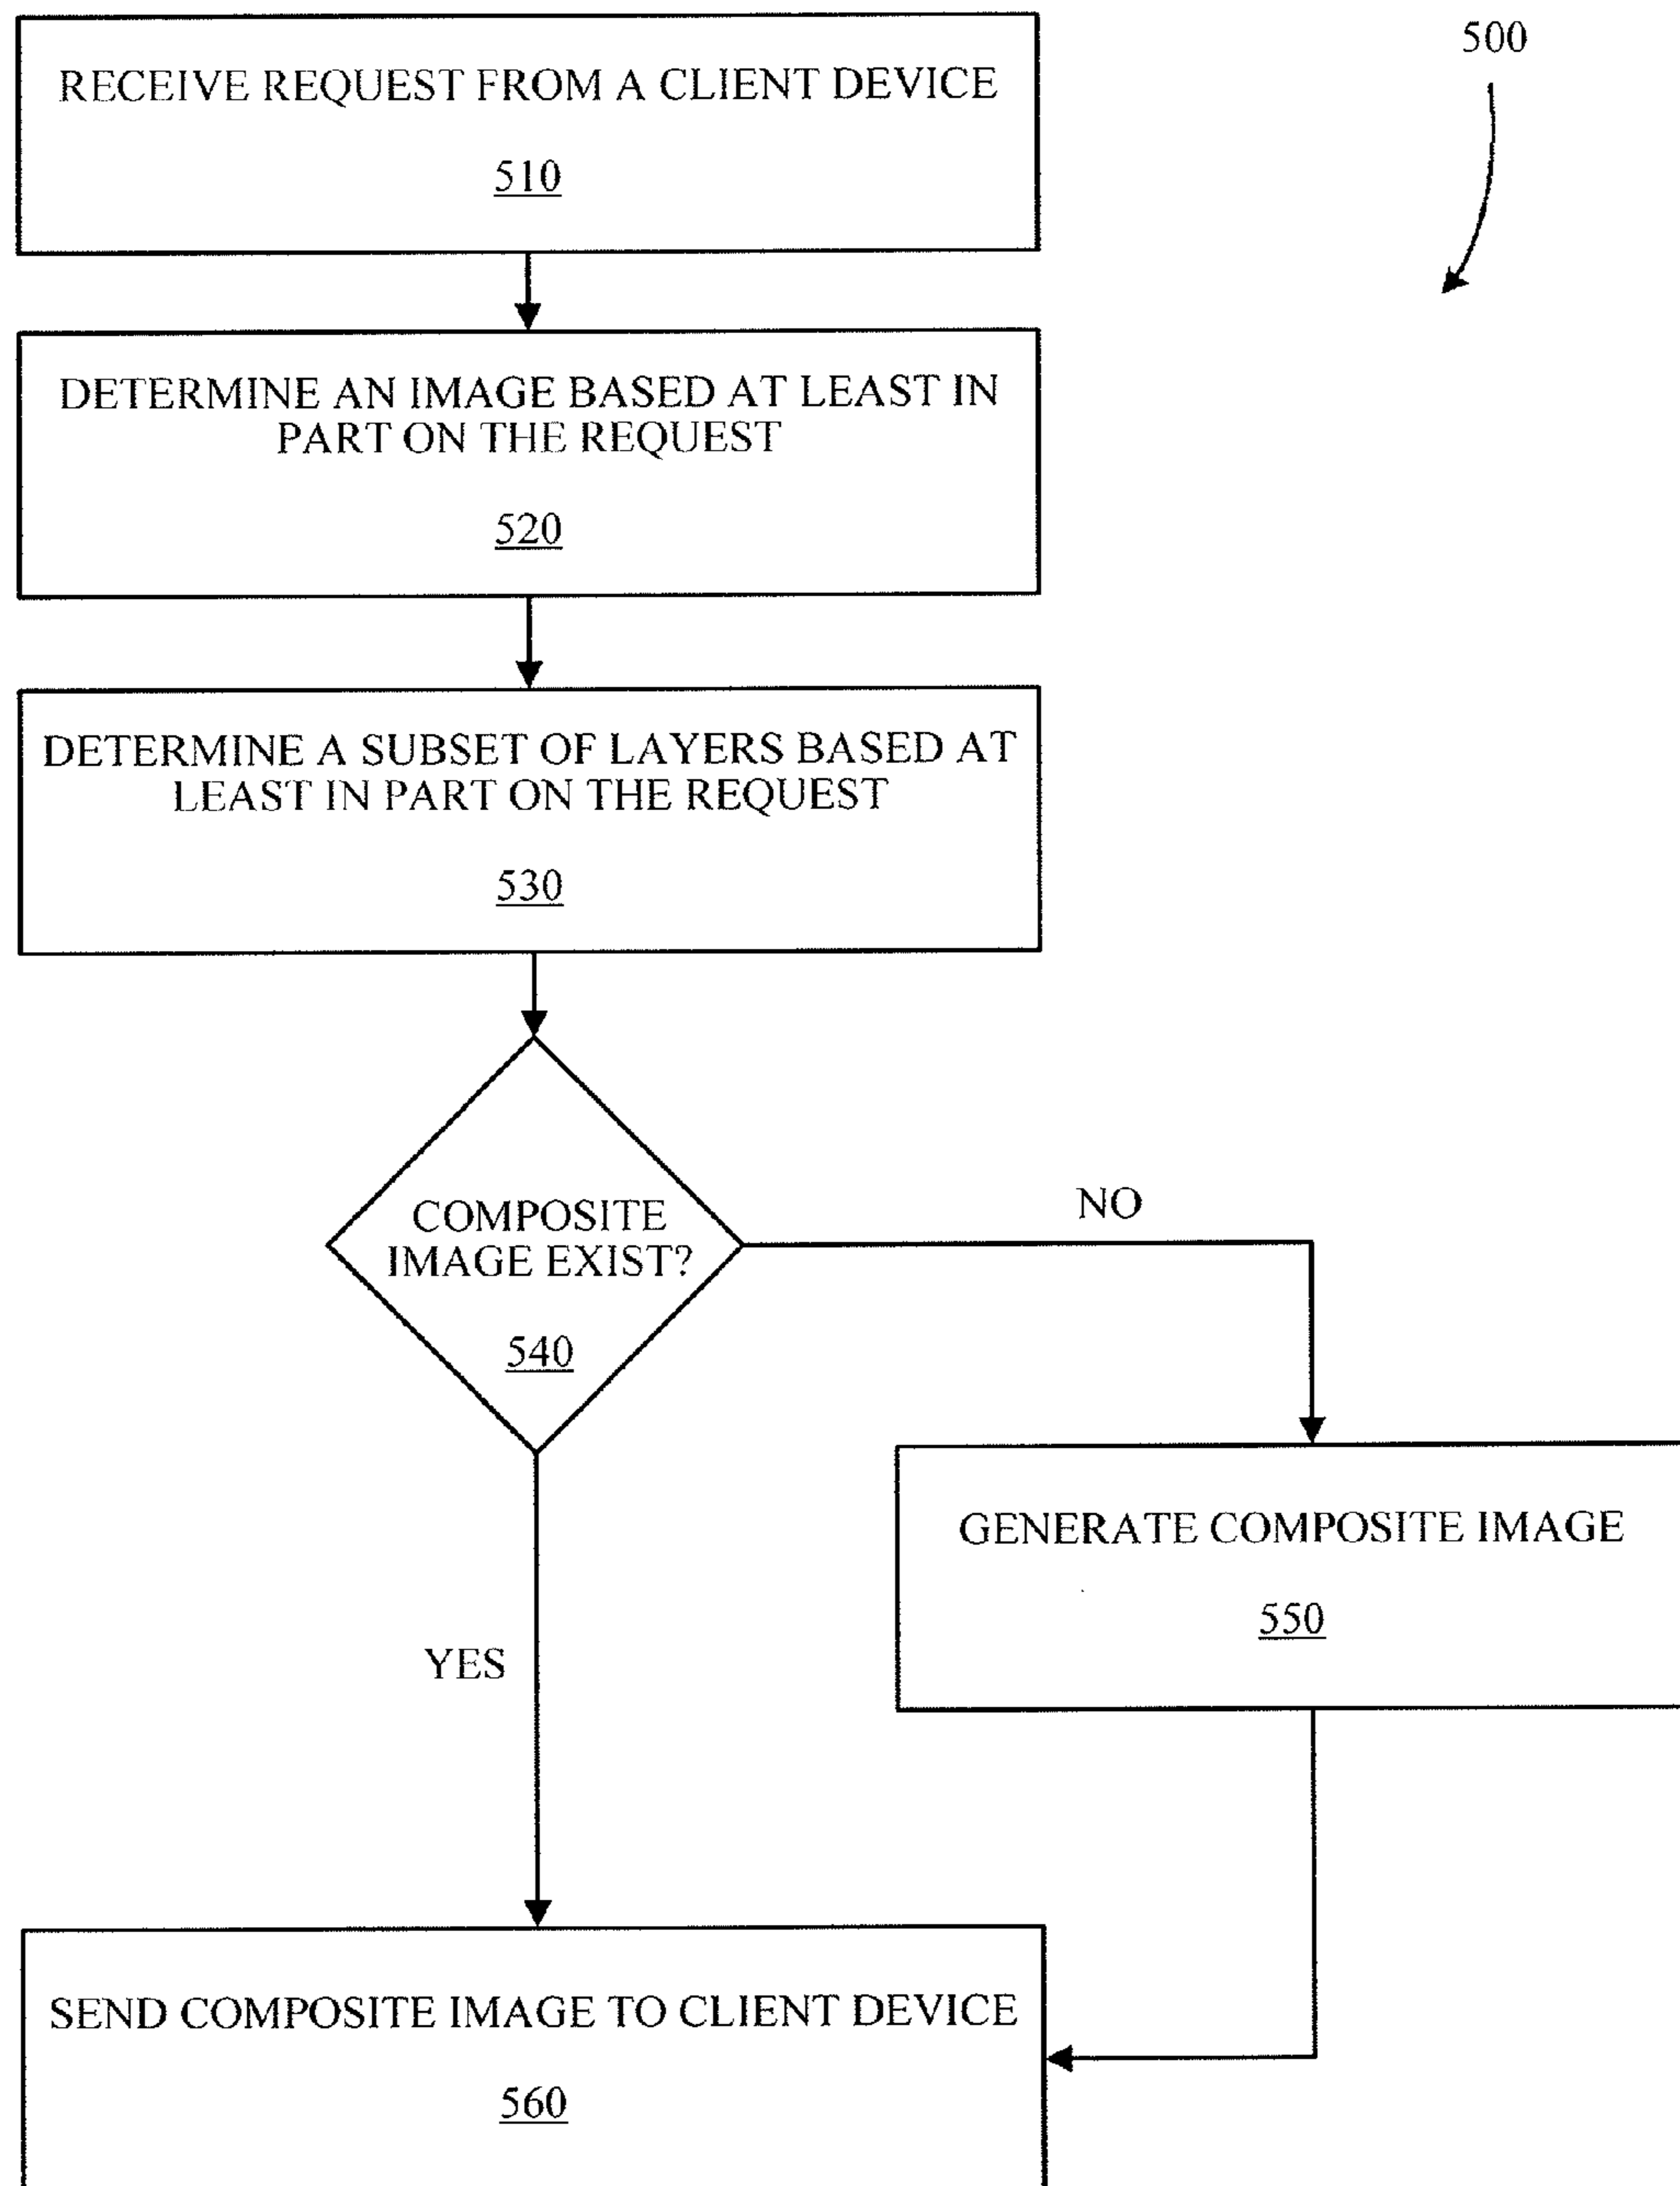 500
RECEIVE REQUEST FROM A CLIENT DEVICE
510
DETERMINE AN IMAGE BASED AT LEAST IN
PART ON THE REQUEST
520
DETERMINE A SUBSET OF LAYERS BASED AT
LEAST IN PART ON THE REQUEST
530
COMPOSITE
IMAGE EXIST?
540
NO
GENERATE COMPOSITE IMAGE
550
YES
SEND COMPOSITE IMAGE TO CLIENT DEVICE
560